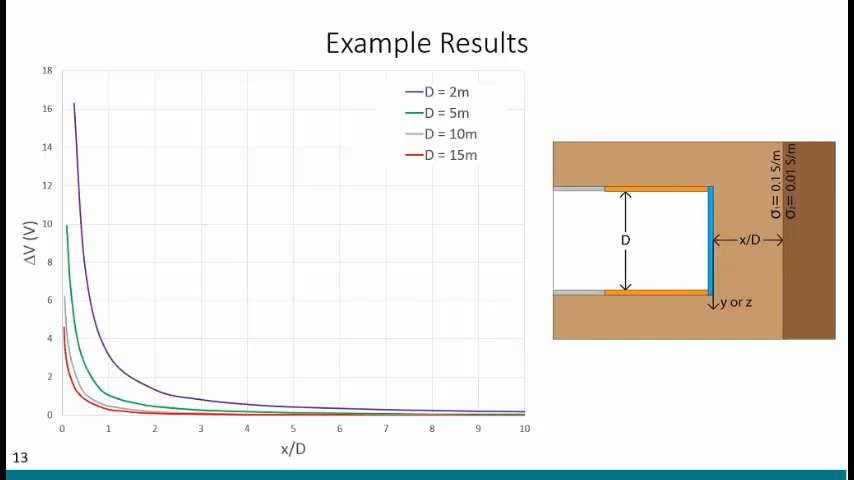 Example Results
18
16
14
12
10
8
6
4
2
0
ΔV (V)
0 1 2 3 4 5 6 7 8 9 10
x/D
D = 2m
D = 5m
D = 10m
D = 15m
D
x/D
y or z
σ₁= 0.1 S/m
σ₂= 0.01 S/m
13